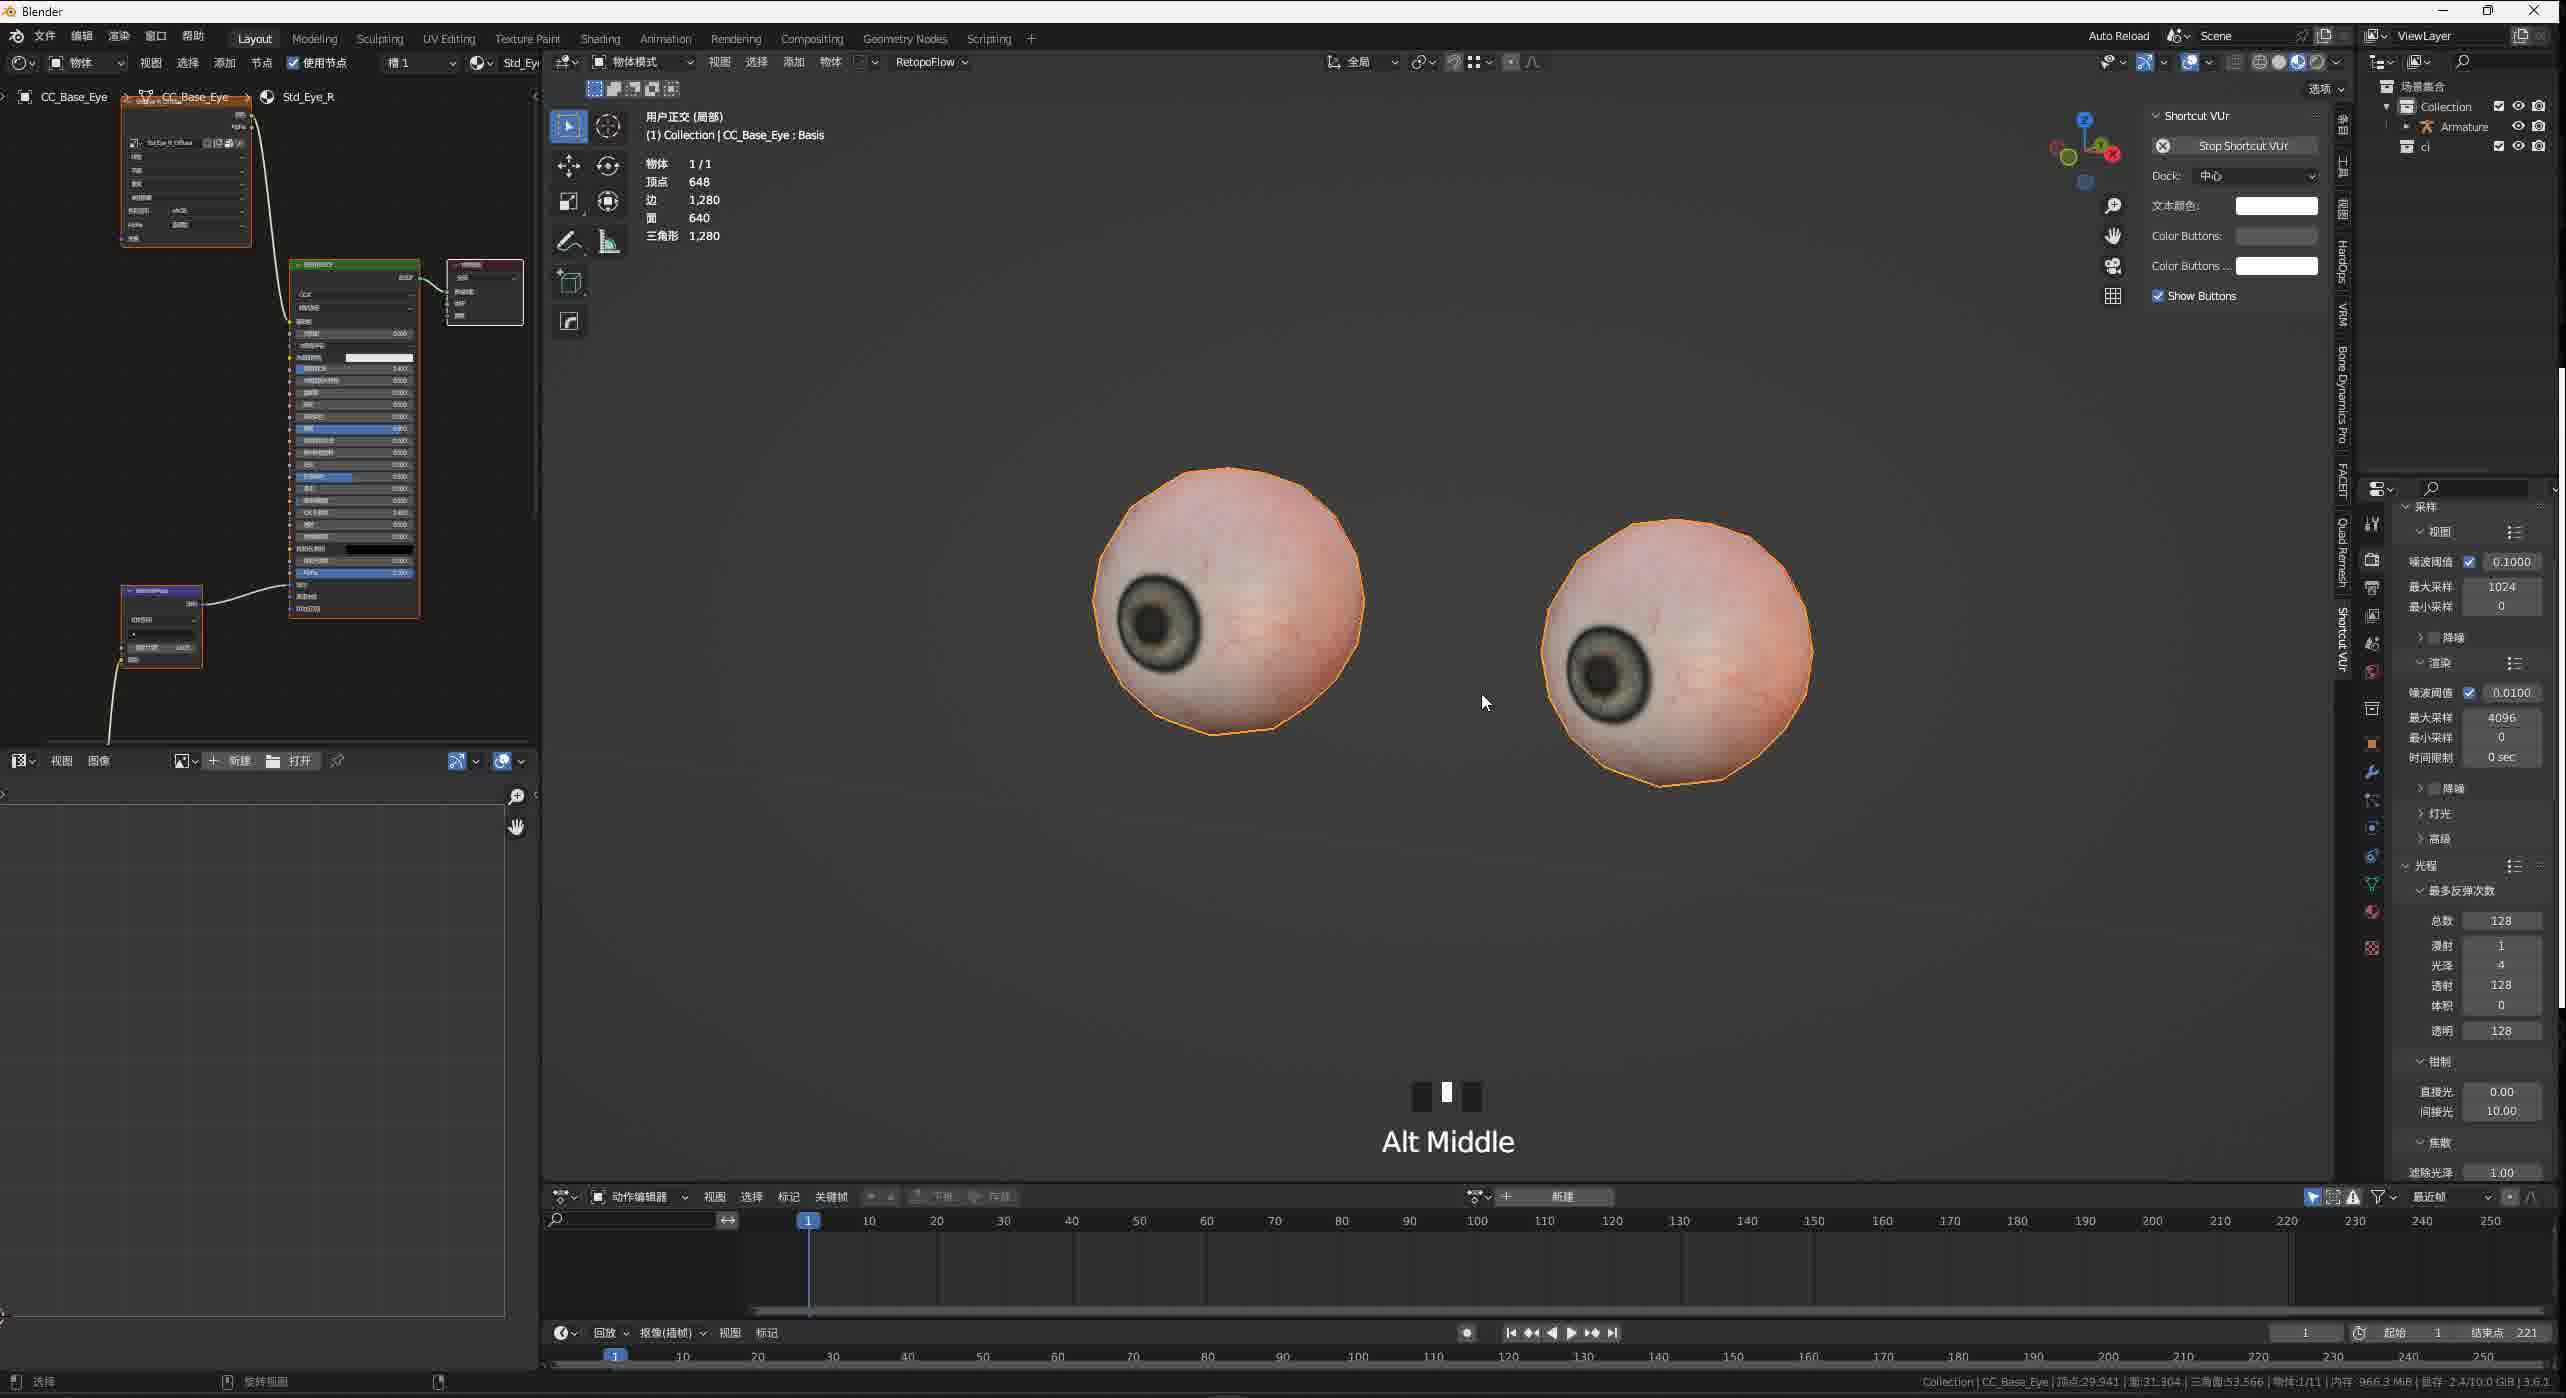 Blender
文件 编辑 渲染 窗口 帮助 Layout Modeling Sculpting UV Editing Texture Paint Shading Animation Rendering Compositing Geometry Nodes Scripting + Auto Reload Scene ViewLayer
物体 视图 选择 添加 节点 使用节点 槽 1 Std_Ey
物体模式 视图 选择 添加 物体 RetopoFlow 全局
选项
CC_Base_Eye CC_Base_Eye Std_Eye_R
用户正交 (局部)
(1) Collection | CC_Base_Eye : Basis
物体 1 / 1
顶点 648
边 1,280
面 640
三角形 1,280
Shortcut VUr
Stop Shortcut VUr
Dock: 中心
文本颜色:
Color Buttons:
Color Buttons ...
Show Buttons
条目
工具
视图
HardOps
VRM
Bone Dynamics Pro
FACEIT
Quad Remesh
Shortcut VUr
场景集合
Collection
Armature
ci
采样
视图
噪波阈值 0.1000
最大采样 1024
最小采样 0
降噪
渲染
噪波阈值 0.0100
最大采样 4096
最小采样 0
时间限制 0 sec
降噪
灯光
高级
光程
最多反弹次数
总数 128
漫射 1
光泽 4
透射 128
体积 0
透明 128
钳制
直接光 0.00
间接光 10.00
焦散
滤除光泽 1.00
视图 图像 新建 打开
Alt Middle
动作编辑器 视图 选择 标记 关键帧 下推 存放 新建 最近帧
1 10 20 30 40 50 60 70 80 90 100 110 120 130 140 150 160 170 180 190 200 210 220 230 240 250
回放 抠像(插帧) 视图 标记 1 起始 1 结束点 221
1 10 20 30 40 50 60 70 80 90 100 110 120 130 140 150 160 170 180 190 200 210 220 230 240 250
选择 旋转视图 Collection | CC_Base_Eye | 顶点:29,941 | 面:31,304 | 三角面:53,566 | 物体:1/11 | 内存: 966.3 MiB | 显存: 2.4/10.0 GiB | 3.6.1